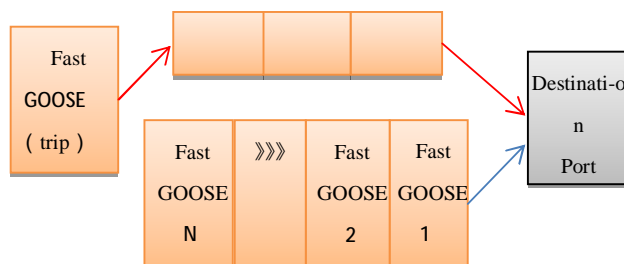 Fast
GOOSE
( trip )
Fast
GOOSE
N
》》》
Fast
GOOSE
2
Fast
GOOSE
1
Destinati-o
n
Port